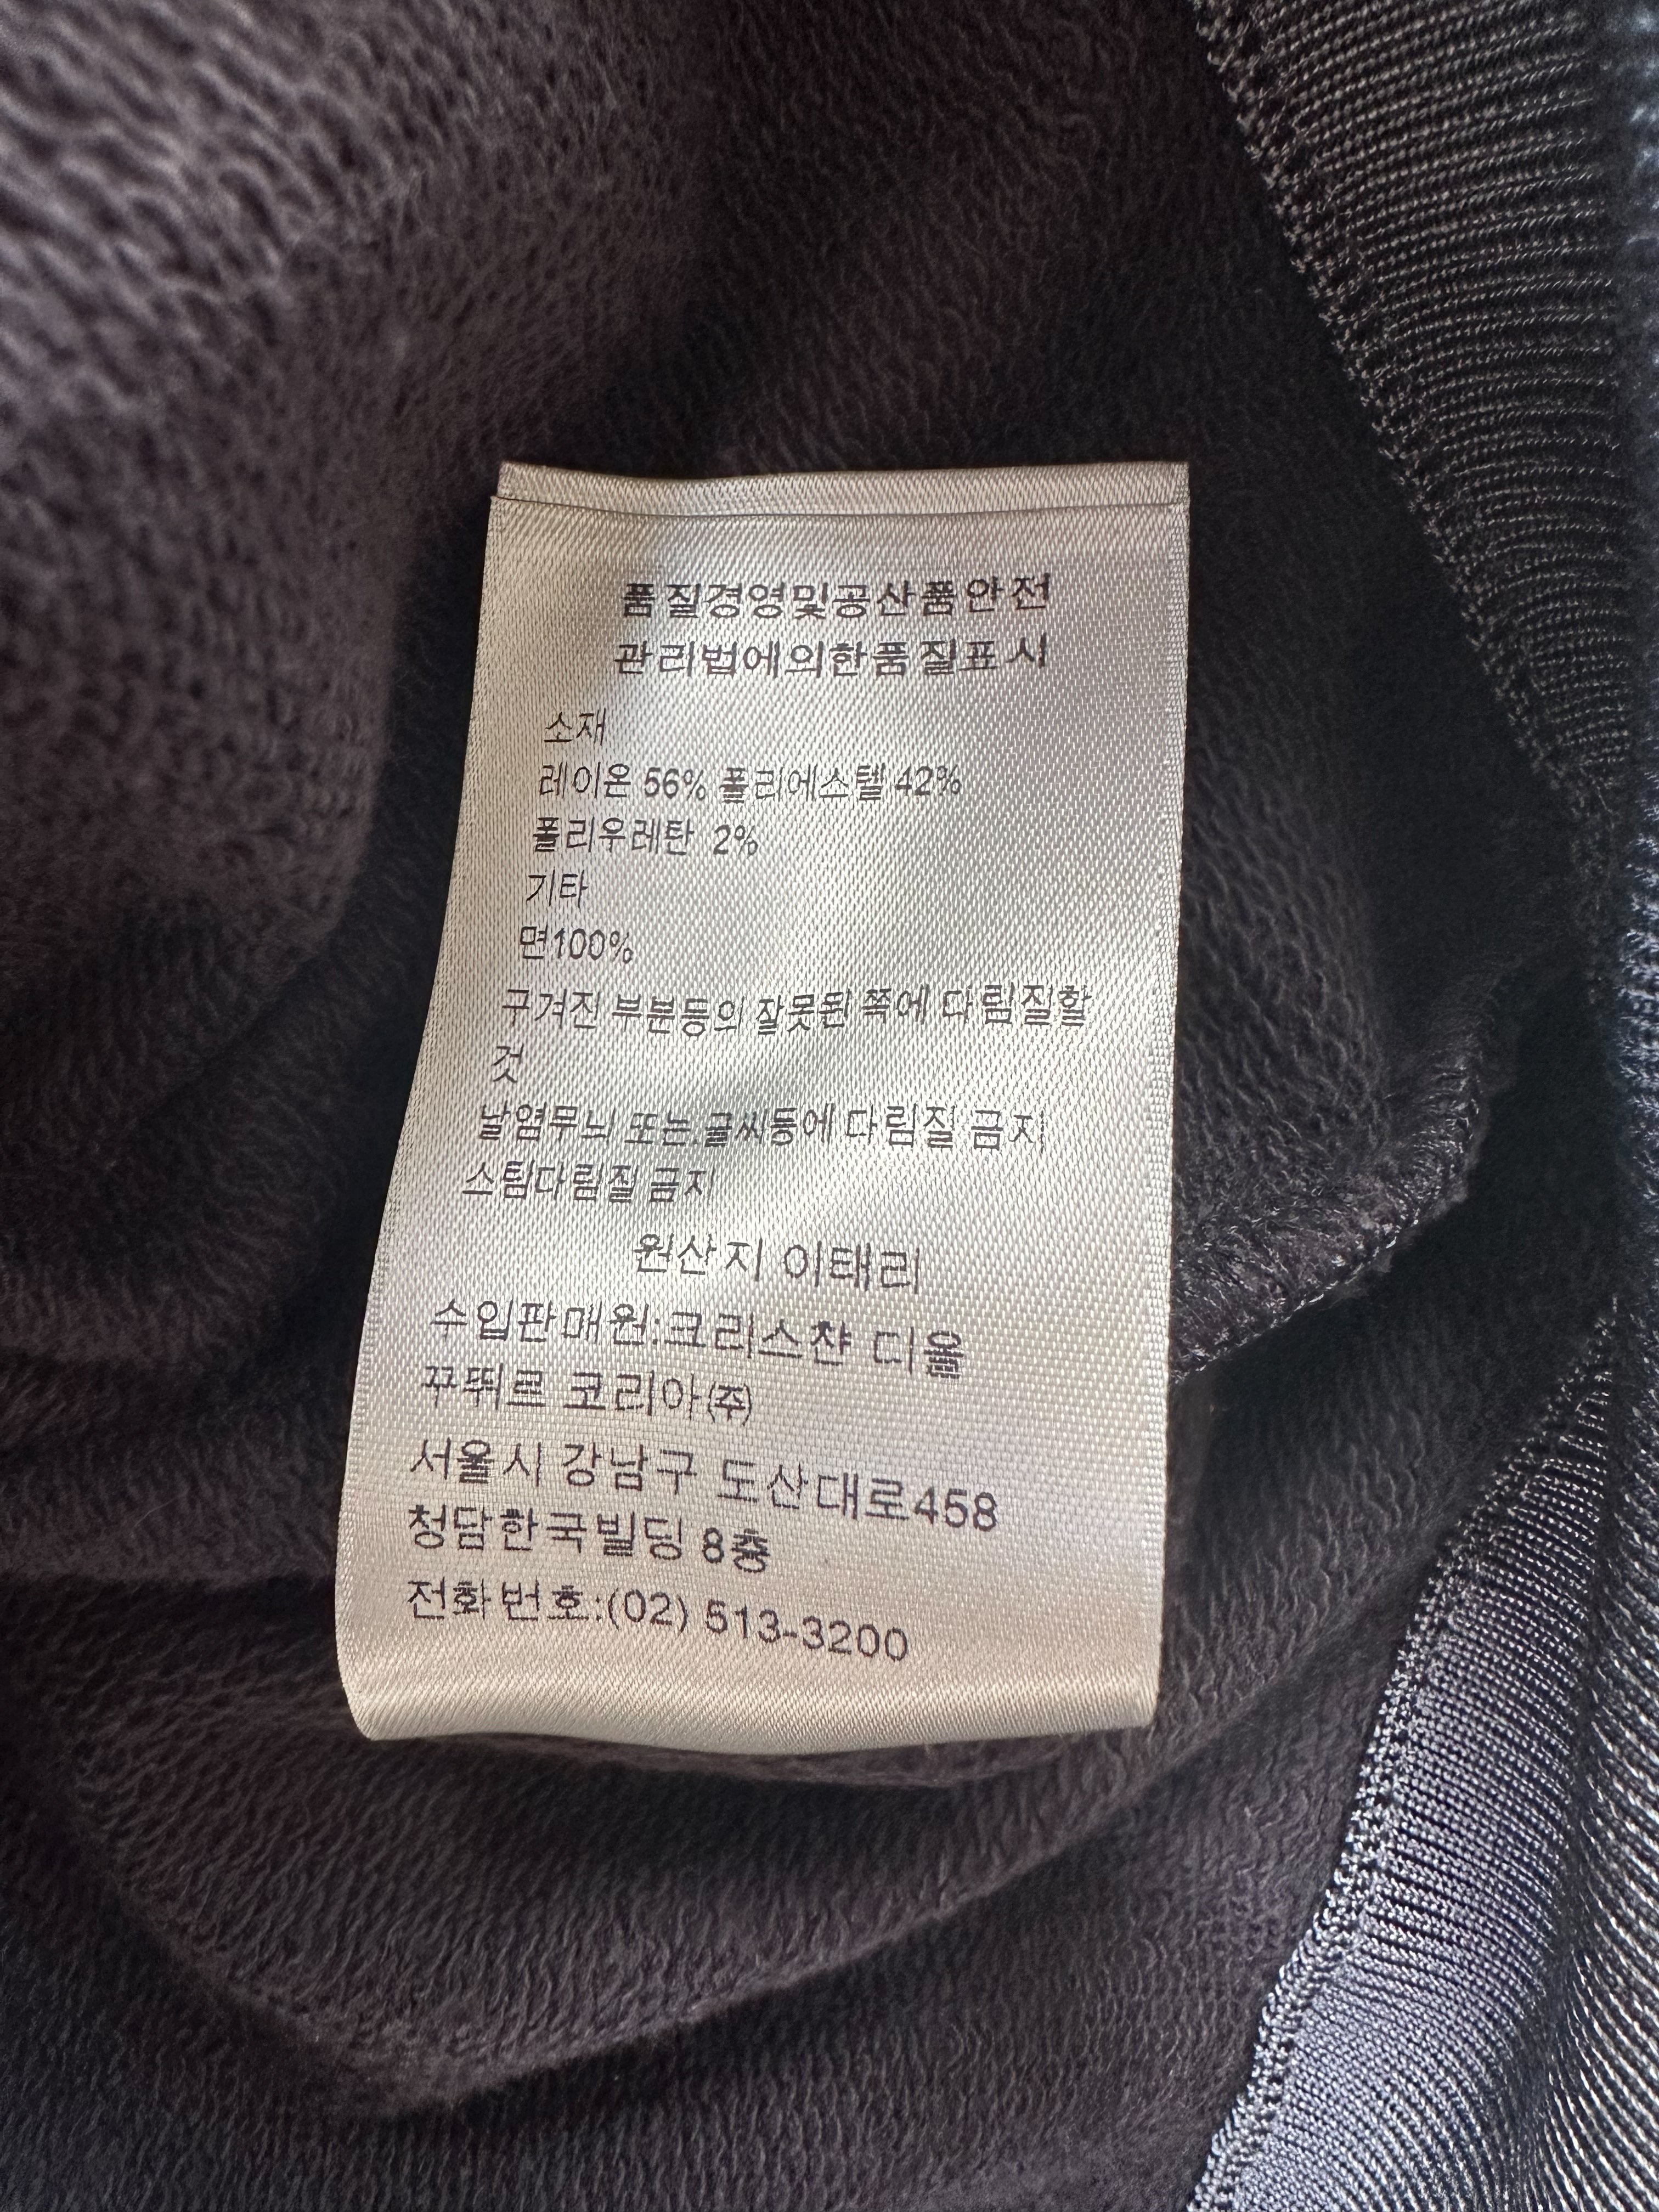 품질경영및공산품안전
관리법에의한품질표시
소재
레이온 56% 폴리에스텔 42%
폴리우레탄 2%
기타
면100%
구겨진 부분등의 잘못된 쪽에 다림질할
것
날염무늬 또는.글씨등에 다림질 금지
스팀다림질 금지
원산지 이태리
수입판매원:크리스챤 디올
꾸뛰르 코리아(주)
서울시 강남구 도산대로458
청담한국빌딩 8층
전화번호:(02) 513-3200